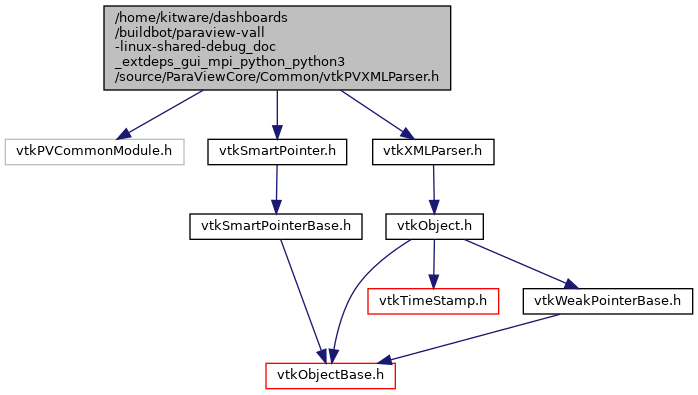 /home/kitware/dashboards
/buildbot/paraview-vall
-linux-shared-debug_doc
_extdeps_gui_mpi_python_python3
/source/ParaViewCore/Common/vtkPVXMLParser.h
vtkPVCommonModule.h
vtkSmartPointer.h
vtkXMLParser.h
vtkSmartPointerBase.h
vtkObject.h
vtkTimeStamp.h
vtkWeakPointerBase.h
vtkObjectBase.h